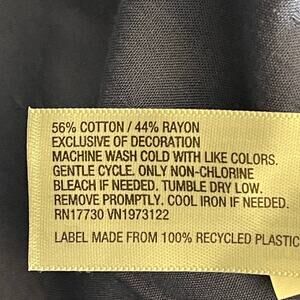 56% COTTON / 44% RAYON
EXCLUSIVE OF DECORATION
MACHINE WASH COLD WITH LIKE COLORS.
GENTLE CYCLE. ONLY NON-CHLORINE
BLEACH IF NEEDED. TUMBLE DRY LOW.
REMOVE PROMPTLY. COOL IRON IF NEEDED.
RN17730 VN1973122
LABEL MADE FROM 100% RECYCLED PLASTIC